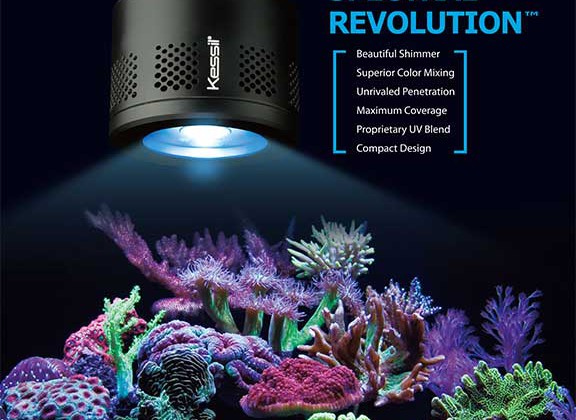 REVOLUTION™
Beautiful Shimmer
Superior Color Mixing
Unrivaled Penetration
Maximum Coverage
Proprietary UV Blend
Compact Design
Kessil®